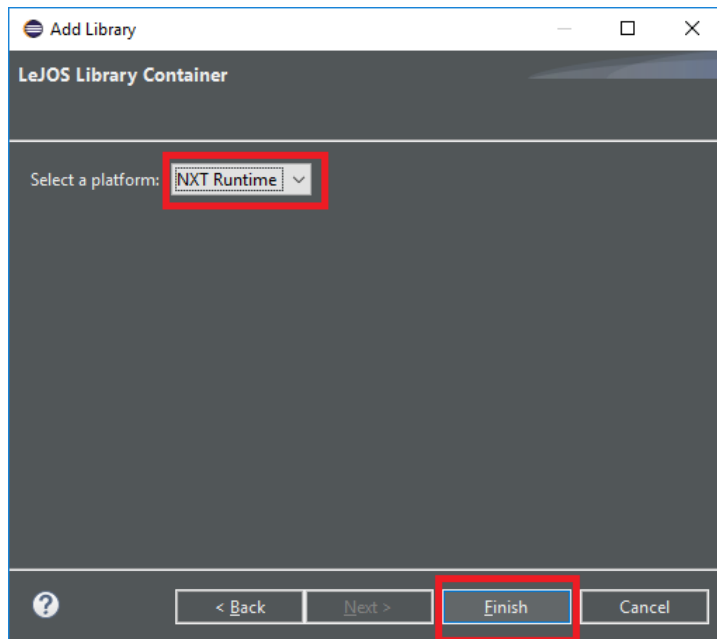 Add Library
LeJOS Library Container
Select a platform: NXT Runtime
< Back Next > Finish Cancel